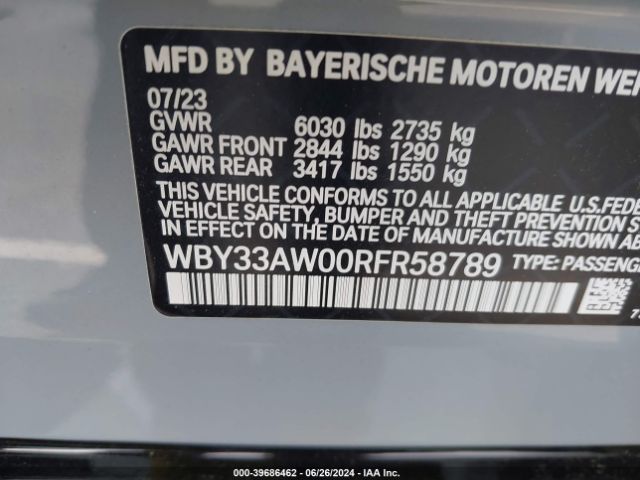 MFD BY BAYERISCHE MOTOREN WER
07/23
GVWR 6030 lbs 2735 kg
GAWR FRONT 2844 lbs 1290 kg
GAWR REAR 3417 lbs 1550 kg
THIS VEHICLE CONFORMS TO ALL APPLICABLE U.S.FEDE
VEHICLE SAFETY, BUMPER AND THEFT PREVENTION S
IN EFFECT ON THE DATE OF MANUFACTURE SHOWN A
WBY33AW00RFR58789 TYPE: PASSENG
000-39686462 - 06/26/2024 - IAA Inc.